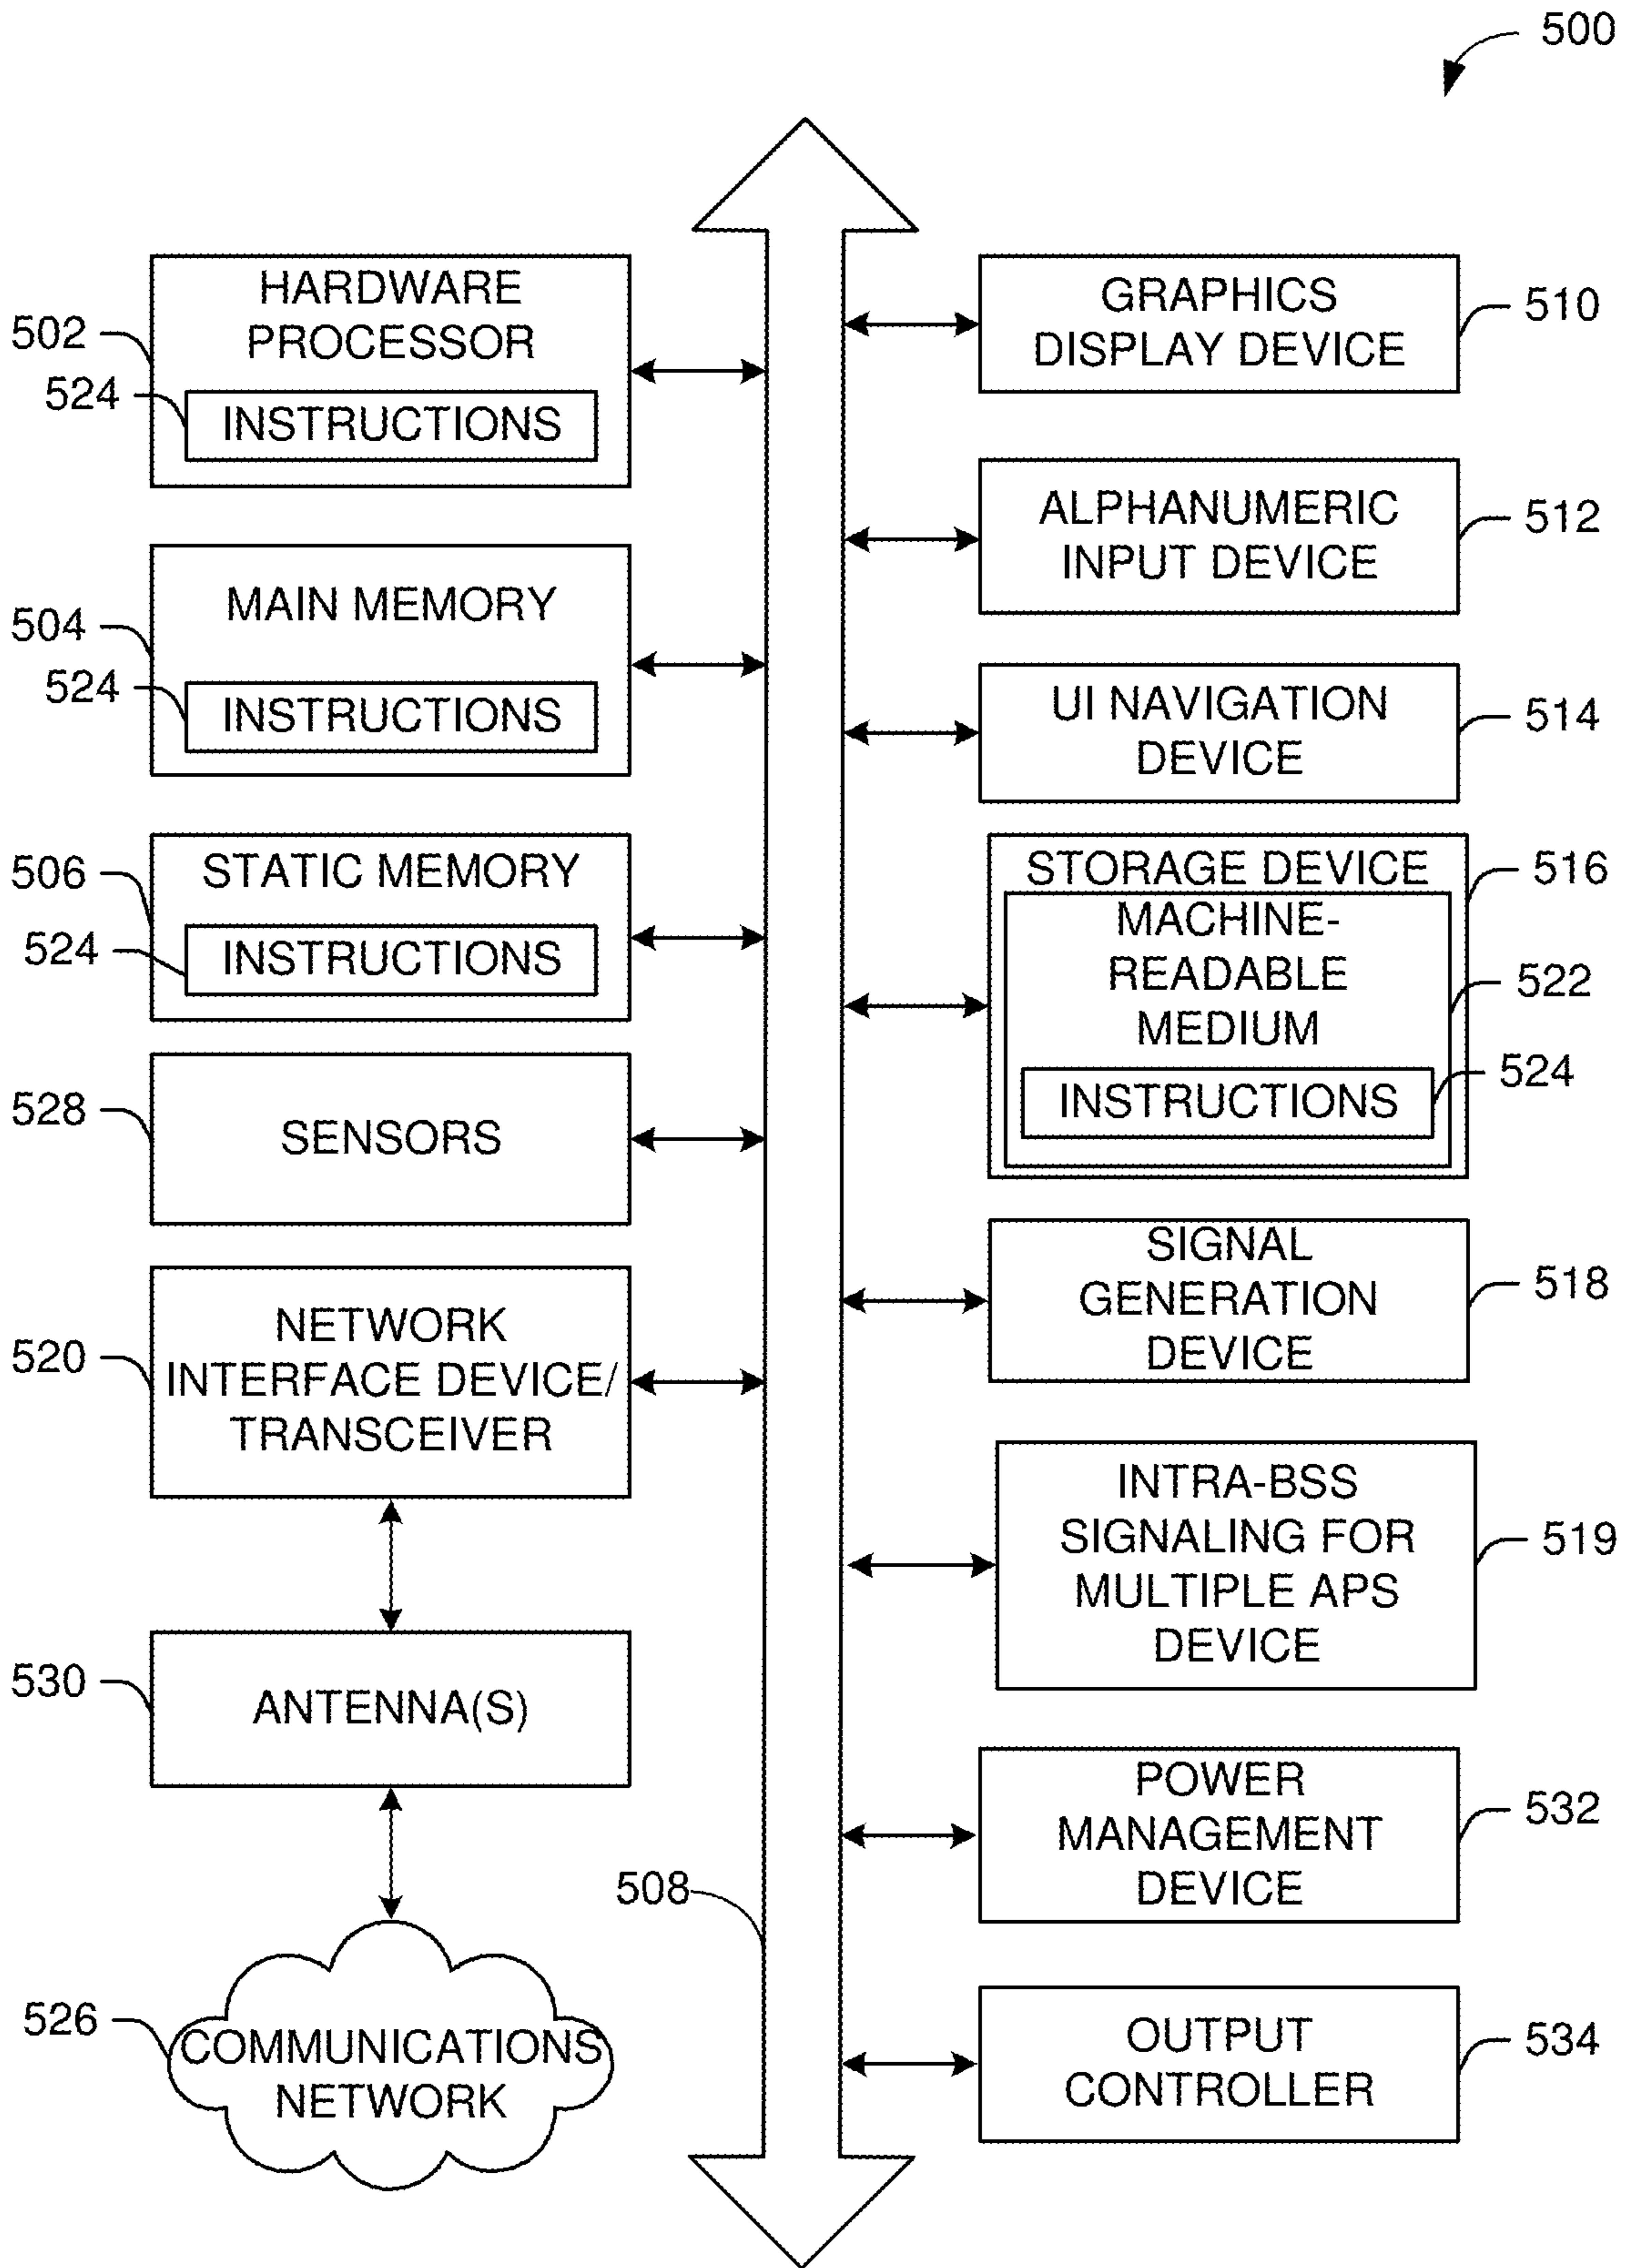 500
HARDWARE
PROCESSOR
502
524
INSTRUCTIONS
MAIN MEMORY
504
524
INSTRUCTIONS
STATIC MEMORY
506
524
INSTRUCTIONS
528
SENSORS
NETWORK
INTERFACE DEVICE/
TRANSCEIVER
520
530
ANTENNA(S)
526
COMMUNICATIONS
NETWORK
508
GRAPHICS
DISPLAY DEVICE
510
ALPHANUMERIC
INPUT DEVICE
512
UI NAVIGATION
DEVICE
514
STORAGE DEVICE
516
MACHINE-
READABLE
MEDIUM
522
INSTRUCTIONS
524
SIGNAL
GENERATION
DEVICE
518
INTRA-BSS
SIGNALING FOR
MULTIPLE APS
DEVICE
519
POWER
MANAGEMENT
DEVICE
532
OUTPUT
CONTROLLER
534